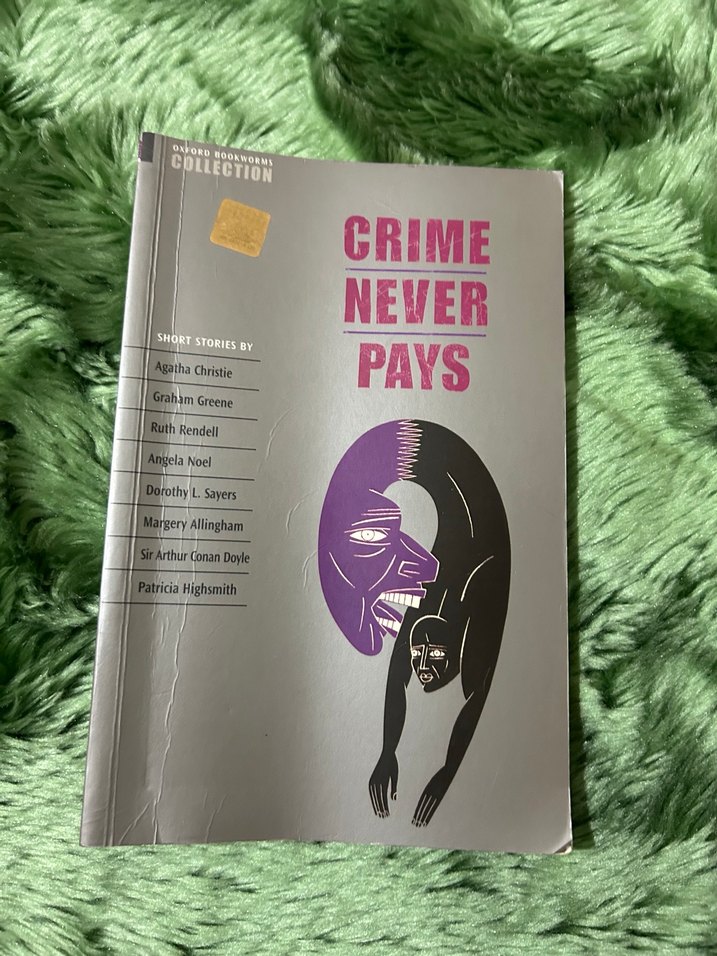 OXFORD BOOKWORMS
COLLECTION
CRIME
NEVER
PAYS
SHORT STORIES BY
Agatha Christie
Graham Greene
Ruth Rendell
Angela Noel
Dorothy L. Sayers
Margery Allingham
Sir Arthur Conan Doyle
Patricia Highsmith